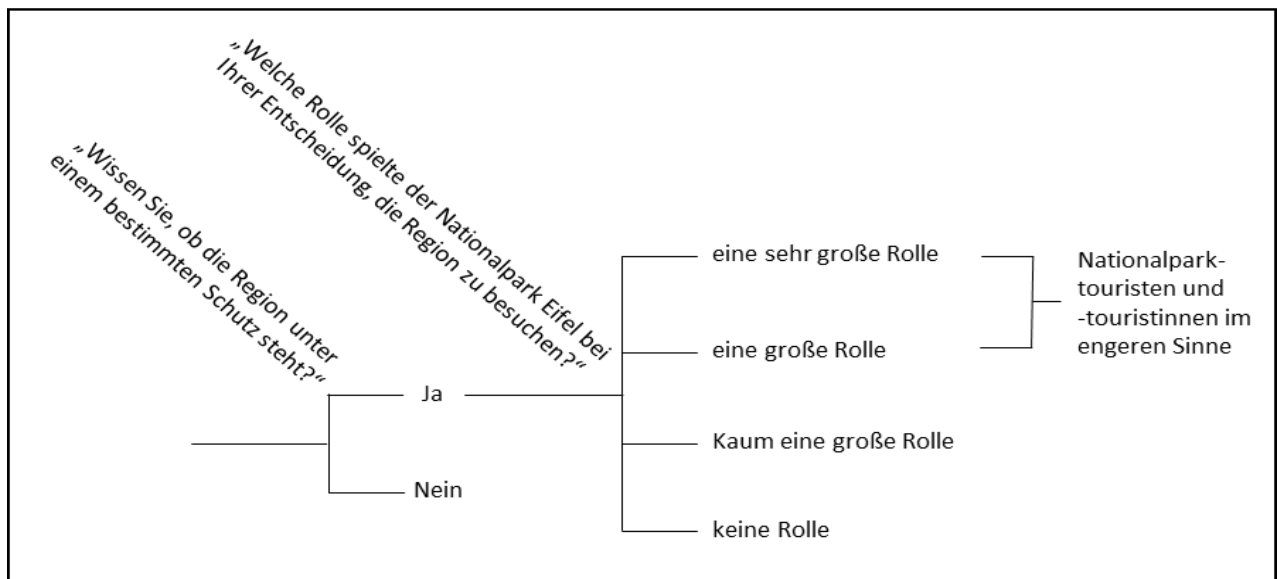 „Wissen Sie, ob die Region unter
einem bestimmten Schutz steht?“
„Welche Rolle spielte der Nationalpark Eifel bei
Ihrer Entscheidung, die Region zu besuchen?“
Ja
Nein
eine sehr große Rolle
eine große Rolle
Kaum eine große Rolle
keine Rolle
Nationalpark-
touristen und
-touristinnen im
engeren Sinne